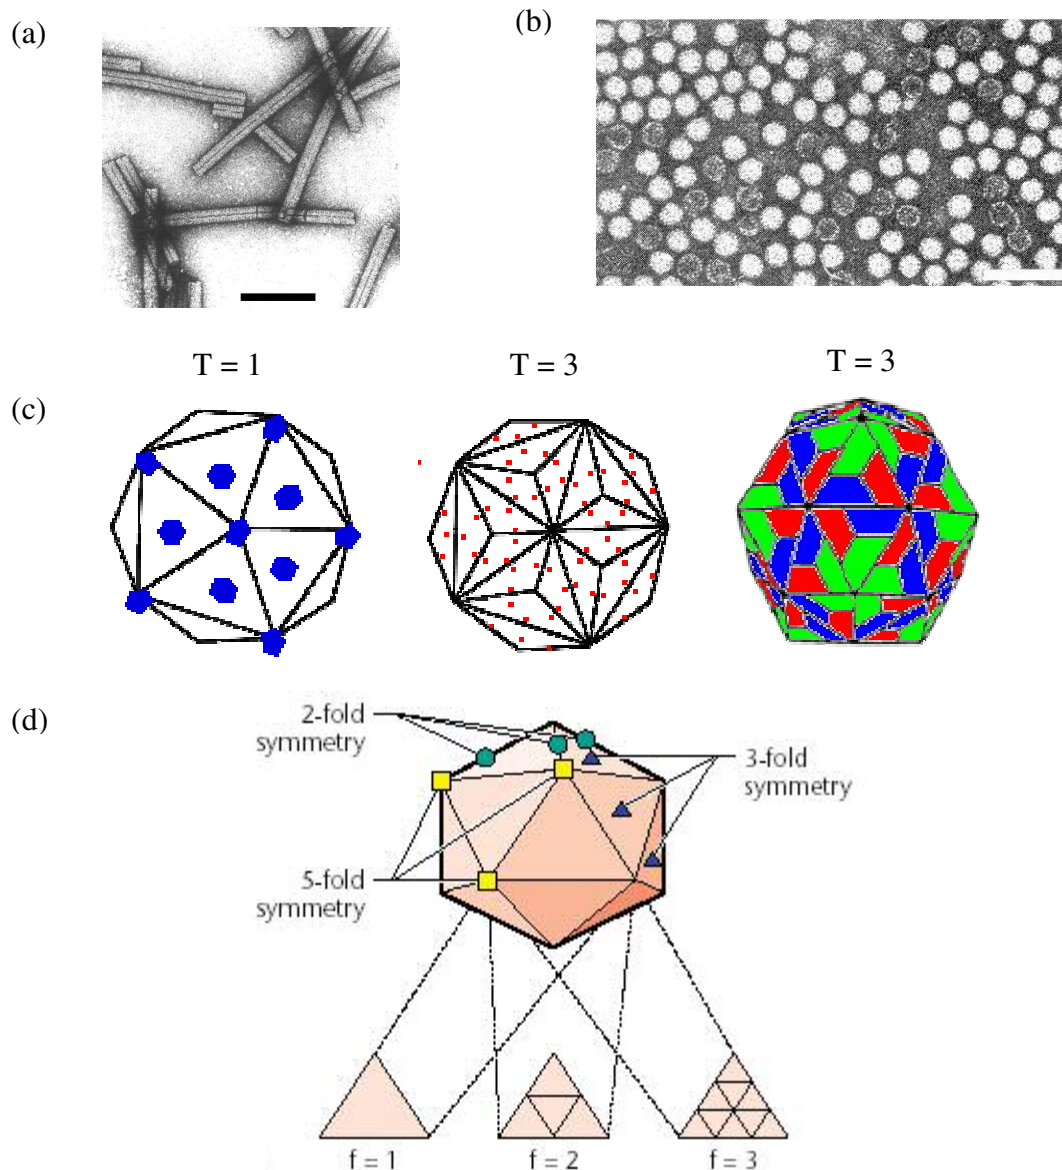 (a)
(b)
T = 1
T = 3
T = 3
(c)
(d)
2-fold
symmetry
3-fold
symmetry
5-fold
symmetry
f = 1
f = 2
f = 3